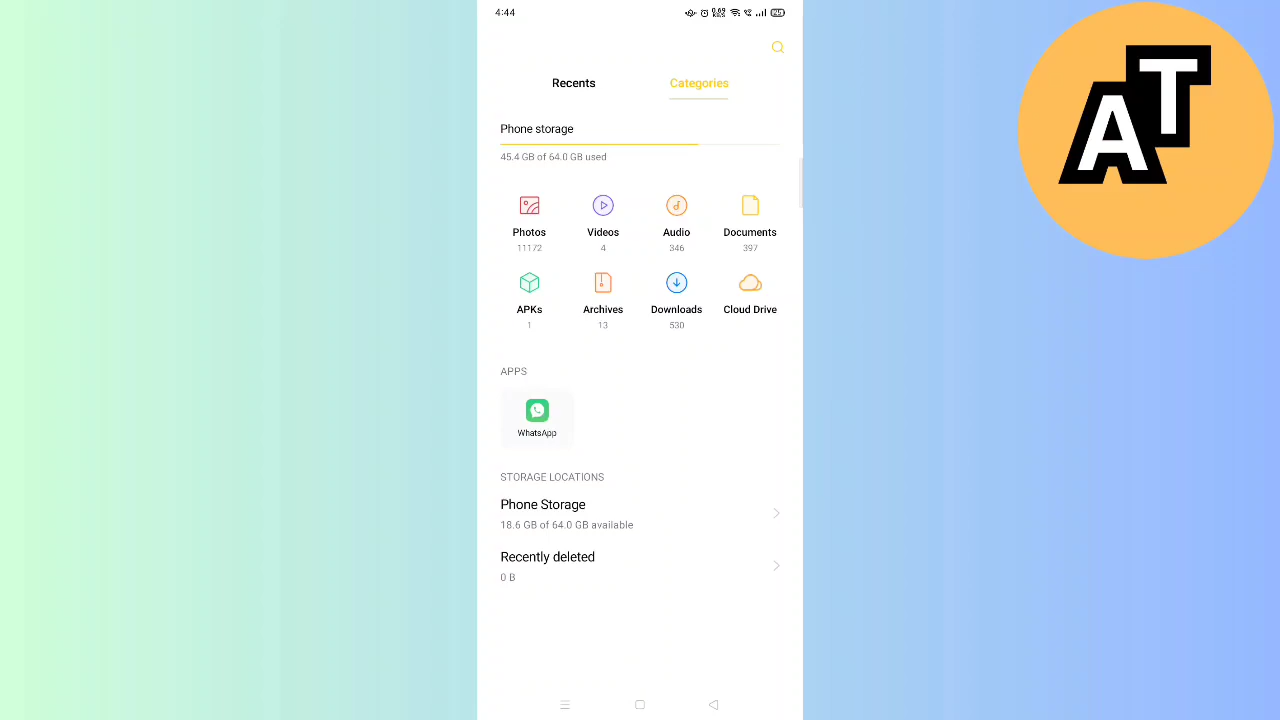 4:44
25
Recents
Categories
Phone storage
45.4 GB of 64.0 GB used
Photos
Videos
Audio
Documents
11172
4
346
397
APKs
Archives
Downloads
Cloud Drive
1
13
530
APPS
WhatsApp
STORAGE LOCATIONS
Phone Storage
18.6 GB of 64.0 GB available
Recently deleted
0 B
AT